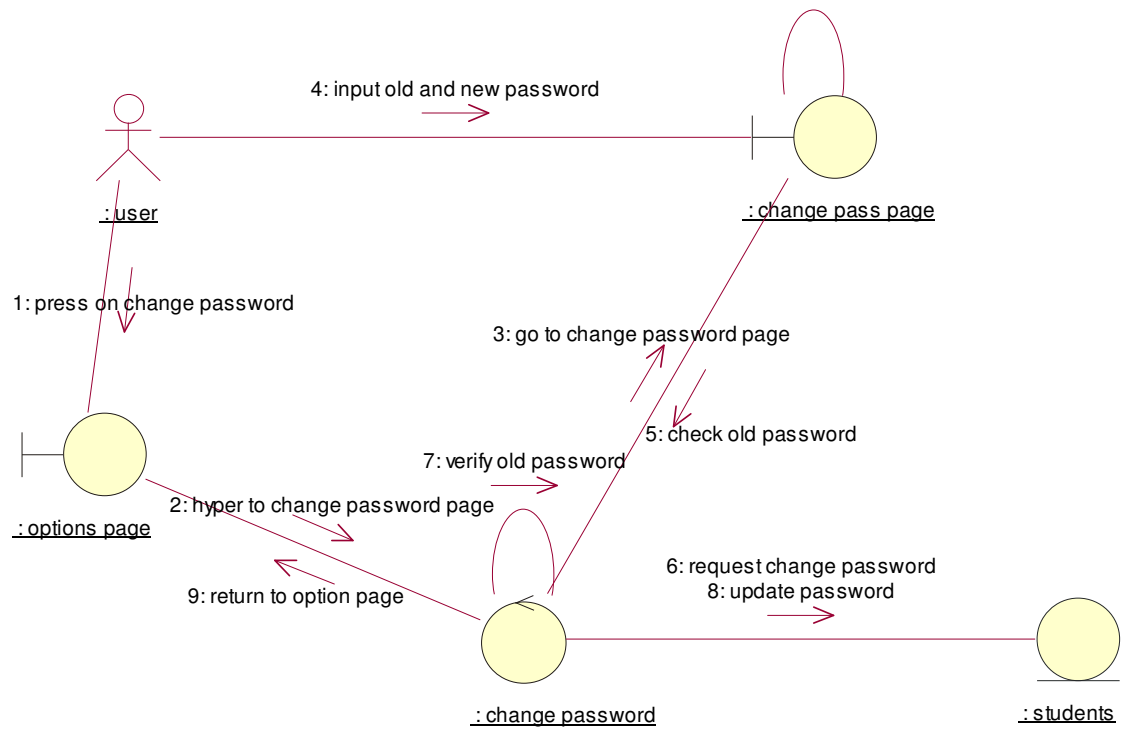 4: input old and new password
: user
: change pass page
1: press on change password
3: go to change password page
5: check old password
7: verify old password
2: hyper to change password page
: options page
6: request change password
8: update password
9: return to option page
: change password
: students